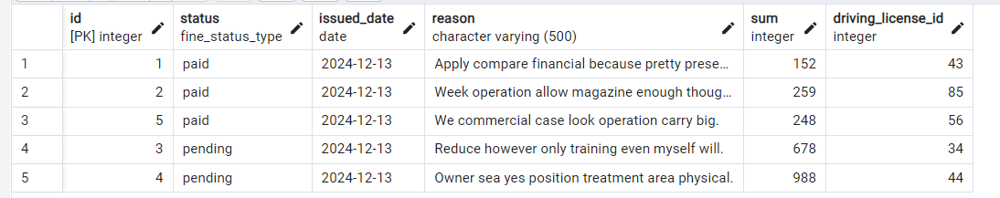 id status issued_date reason sum driving_license_id
[PK] integer fine_status_type date character varying (500) integer integer
1 1 paid 2024-12-13 Apply compare financial because pretty prese... 152 43
2 2 paid 2024-12-13 Week operation allow magazine enough thoug... 259 85
3 5 paid 2024-12-13 We commercial case look operation carry big. 248 56
4 3 pending 2024-12-13 Reduce however only training even myself will. 678 34
5 4 pending 2024-12-13 Owner sea yes position treatment area physical. 988 44